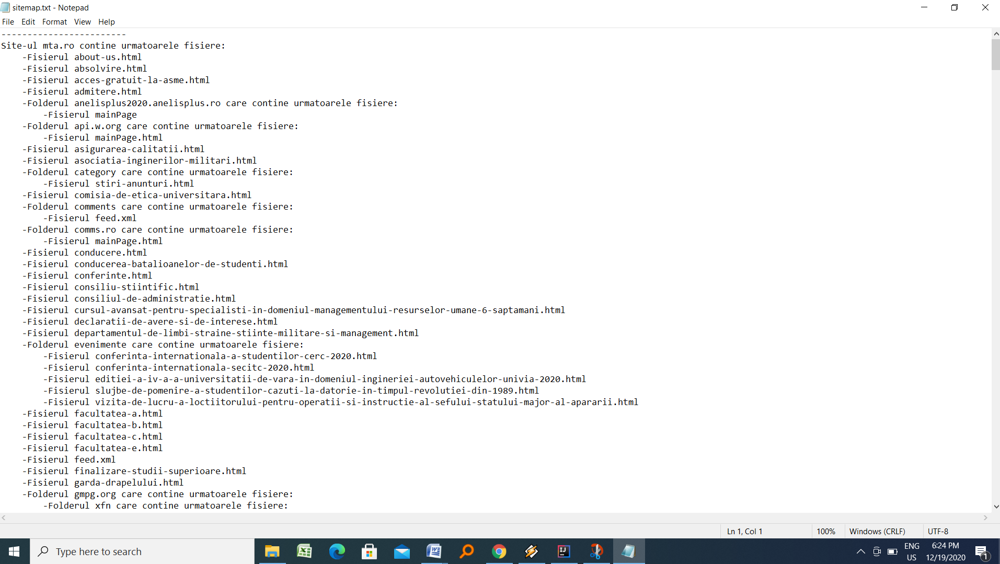 sitemap.txt - Notepad
File Edit Format View Help
------------------------
Site-ul mta.ro contine urmatoarele fisiere:
    -Fisierul about-us.html
    -Fisierul absolvire.html
    -Fisierul acces-gratuit-la-asme.html
    -Fisierul admitere.html
    -Folderul anelisplus2020.anelisplus.ro care contine urmatoarele fisiere:
        -Fisierul mainPage
    -Folderul api.w.org care contine urmatoarele fisiere:
        -Fisierul mainPage.html
    -Fisierul asigurarea-calitatii.html
    -Fisierul asociatia-inginerilor-militari.html
    -Folderul category care contine urmatoarele fisiere:
        -Fisierul stiri-anunturi.html
    -Fisierul comisia-de-etica-universitara.html
    -Folderul comments care contine urmatoarele fisiere:
        -Fisierul feed.xml
    -Folderul comms.ro care contine urmatoarele fisiere:
        -Fisierul mainPage.html
    -Fisierul conducere.html
    -Fisierul conducerea-batalioanelor-de-studenti.html
    -Fisierul conferinte.html
    -Fisierul consiliu-stiintific.html
    -Fisierul consiliul-de-administratie.html
    -Fisierul cursul-avansat-pentru-specialisti-in-domeniul-managementului-resurselor-umane-6-saptamani.html
    -Fisierul declaratii-de-avere-si-de-interese.html
    -Fisierul departamentul-de-limbi-straine-stiinte-militare-si-management.html
    -Folderul evenimente care contine urmatoarele fisiere:
        -Fisierul conferinta-internationala-a-studentilor-cerc-2020.html
        -Fisierul conferinta-internationala-secitc-2020.html
        -Fisierul editiei-a-iv-a-a-universitatii-de-vara-in-domeniul-ingineriei-autovehiculelor-univia-2020.html
        -Fisierul slujbe-de-pomenire-a-studentilor-cazuti-la-datorie-in-timpul-revolutiei-din-1989.html
        -Fisierul vizita-de-lucru-a-loctiitorului-pentru-operatii-si-instructie-al-sefului-statului-major-al-apararii.html
    -Fisierul facultatea-a.html
    -Fisierul facultatea-b.html
    -Fisierul facultatea-c.html
    -Fisierul facultatea-e.html
    -Fisierul feed.xml
    -Fisierul finalizare-studii-superioare.html
    -Fisierul garda-drapelului.html
    -Folderul gmpg.org care contine urmatoarele fisiere:
        -Folderul xfn care contine urmatoarele fisiere:
Ln 1, Col 1 100% Windows (CRLF) UTF-8
Type here to search
ENG 6:24 PM
US 12/19/2020 1